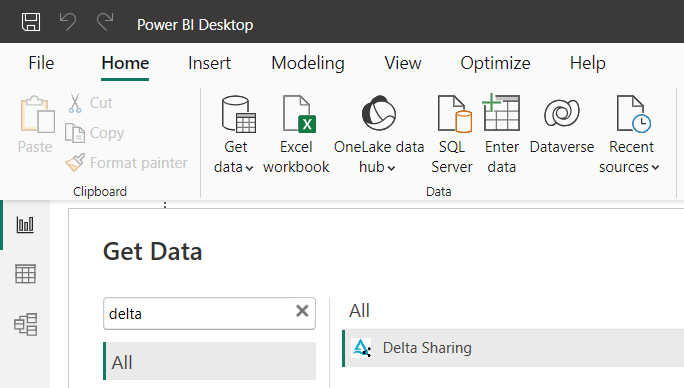 Power BI Desktop
File Home Insert Modeling View Optimize Help
Paste
Cut
Copy
Format painter
Clipboard
Get data
Excel workbook
OneLake data hub
SQL Server
Enter data
Dataverse
Recent sources
Data
Get Data
delta
All
All
Delta Sharing